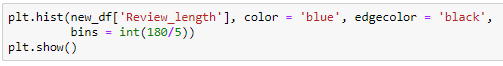 plt.hist(new_df['Review_length'], color = 'blue', edgecolor = 'black',
bins = int(180/5))
plt.show()